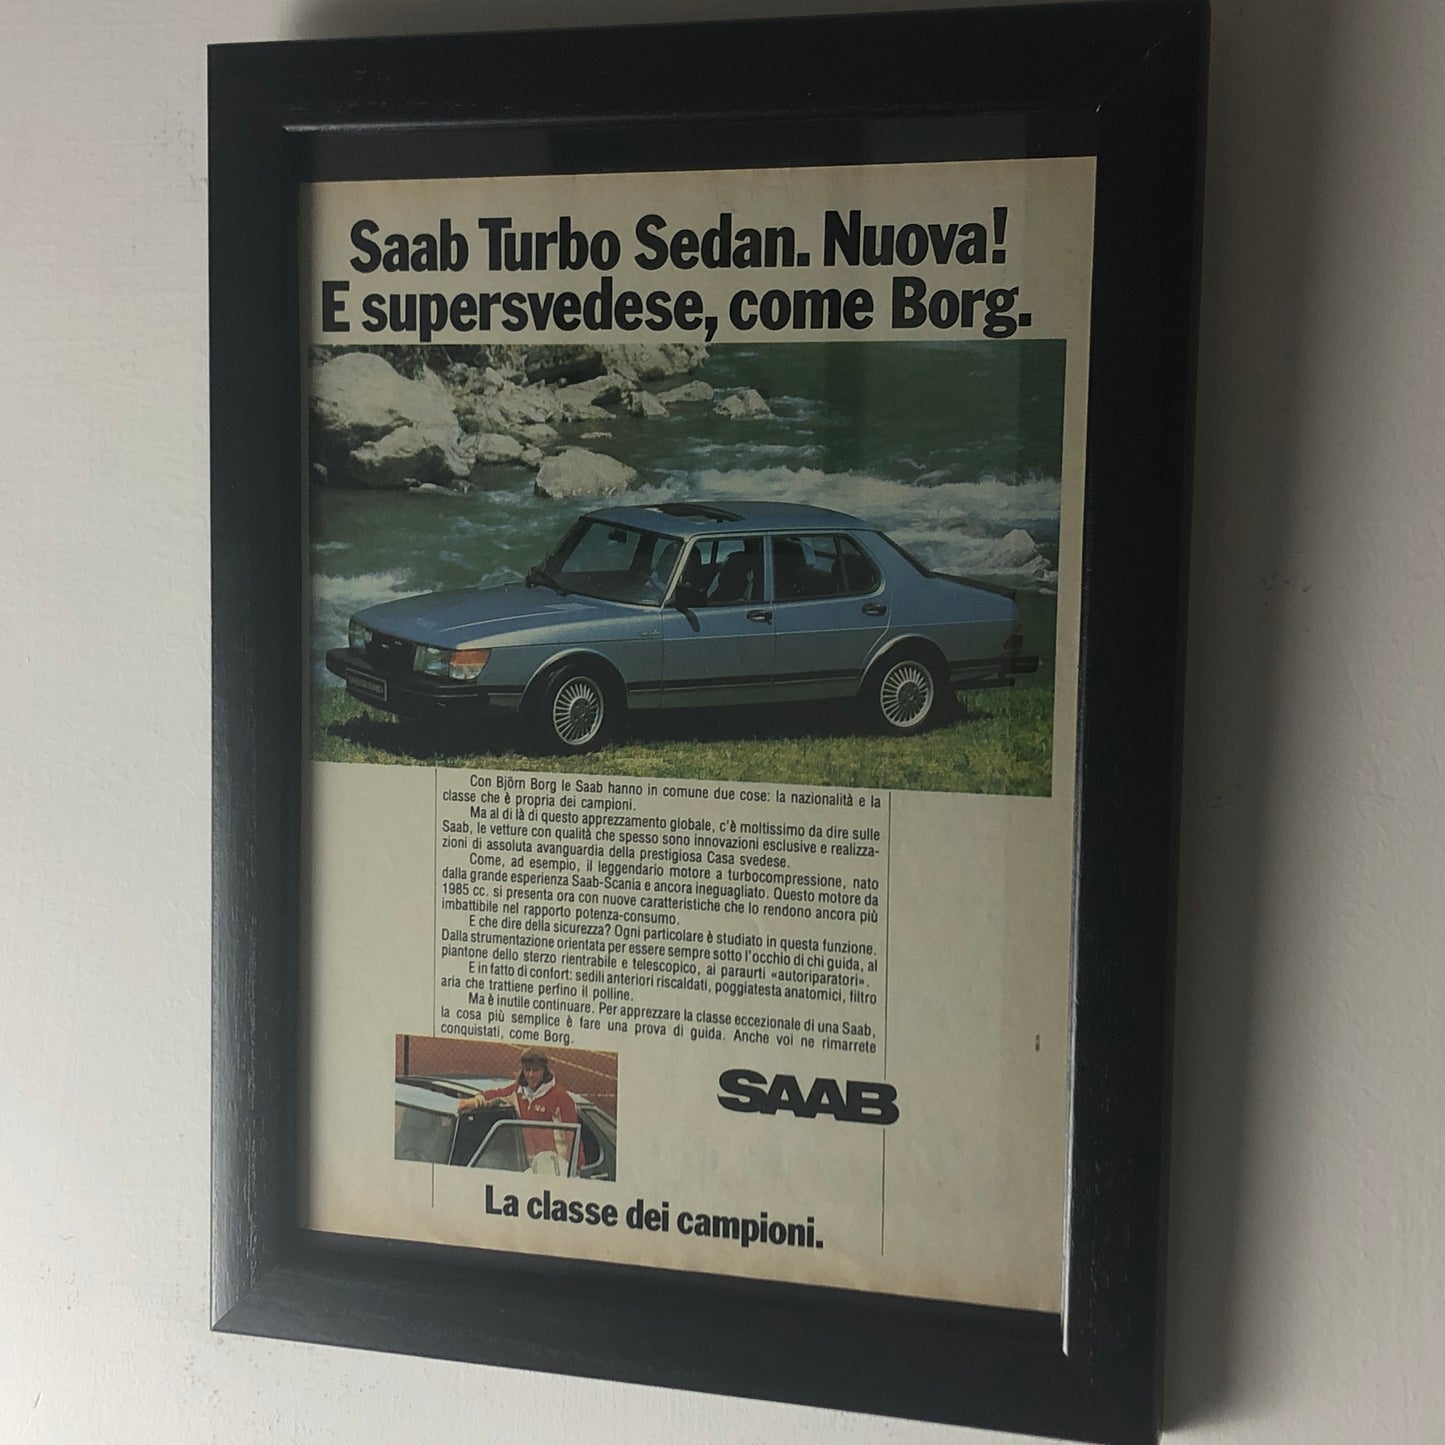 Saab Turbo Sedan. Nuova!
E supersvedese, come Borg.
Con Björn Borg le Saab hanno in comune due cose: la nazionalità e la
classe che è propria dei campioni.
Ma al di là di questo apprezzamento globale, c'è moltissimo da dire sulle
Saab, le vetture con qualità che spesso sono innovazioni esclusive e realizza-
zioni di assoluta avanguardia della prestigiosa Casa svedese.
Come, ad esempio, il leggendario motore a turbocompressione, nato
dalla grande esperienza Saab-Scania e ancora ineguagliato. Questo motore da
1985 cc. si presenta ora con nuove caratteristiche che lo rendono ancora più
imbattibile nel rapporto potenza-consumo.
E che dire della sicurezza? Ogni particolare è studiato in questa funzione.
Dalla strumentazione orientata per essere sempre sotto l'occhio di chi guida, al
piantone dello sterzo rientrabile e telescopico, ai paraurti «autoriparatori».
E in fatto di confort: sedili anteriori riscaldati, poggiatesta anatomici, filtro
aria che trattiene perfino il polline.
Ma è inutile continuare. Per apprezzare la classe eccezionale di una Saab,
la cosa più semplice è fare una prova di guida. Anche voi ne rimarrete
conquistati, come Borg.
SAAB
La classe dei campioni.